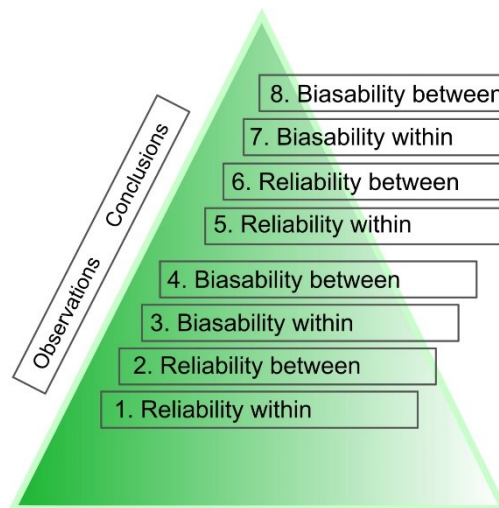 8. Biasability between
7. Biasability within
6. Reliability between
5. Reliability within
4. Biasability between
3. Biasability within
2. Reliability between
1. Reliability within
Observations Conclusions